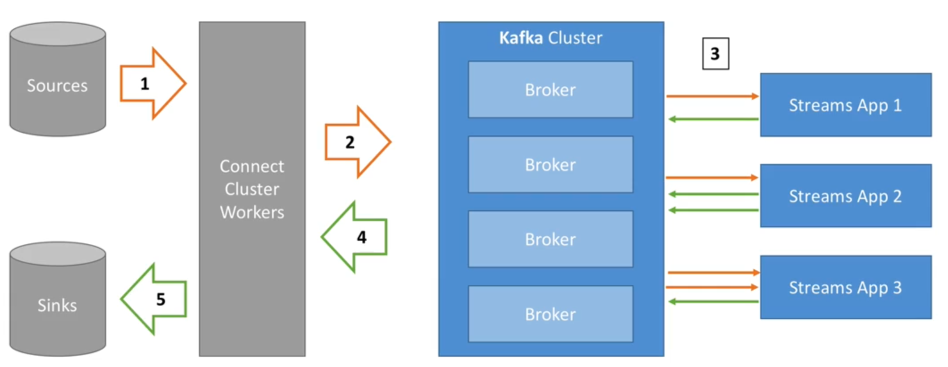 Sources
1
Connect
Cluster
Workers
2
4
5
Sinks
Kafka Cluster
Broker
Broker
Broker
Broker
3
Streams App 1
Streams App 2
Streams App 3